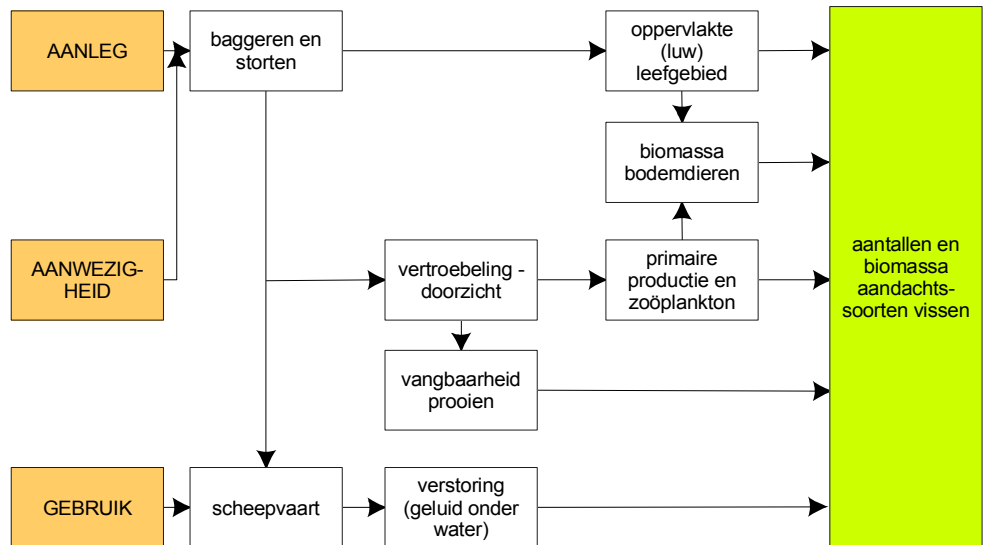 AANLEG
baggeren en
storten
oppervlakte
(luw)
leefgebied
biomassa
bodemdieren
AANWEZIG-
HEID
vertroebeling -
doorzicht
primaire
productie en
zoöplankton
aantallen en
biomassa
aandachts-
soorten vissen
vangbaarheid
prooien
GEBRUIK
scheepvaart
verstoring
(geluid onder
water)